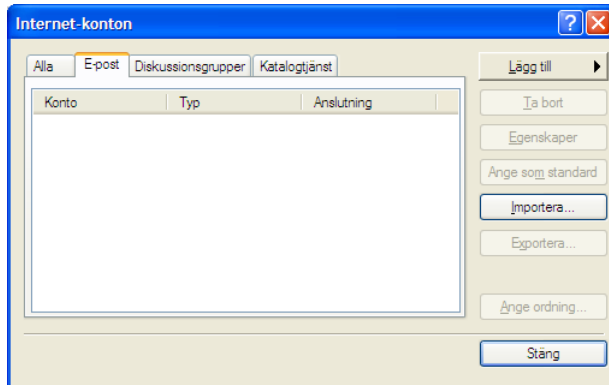 Internet-konton
Alla E-post Diskussionsgrupper Katalogtjänst
Konto Typ Anslutning
Lägg till
Ta bort
Egenskaper
Ange som standard
Importera...
Exportera...
Ange ordning...
Stäng